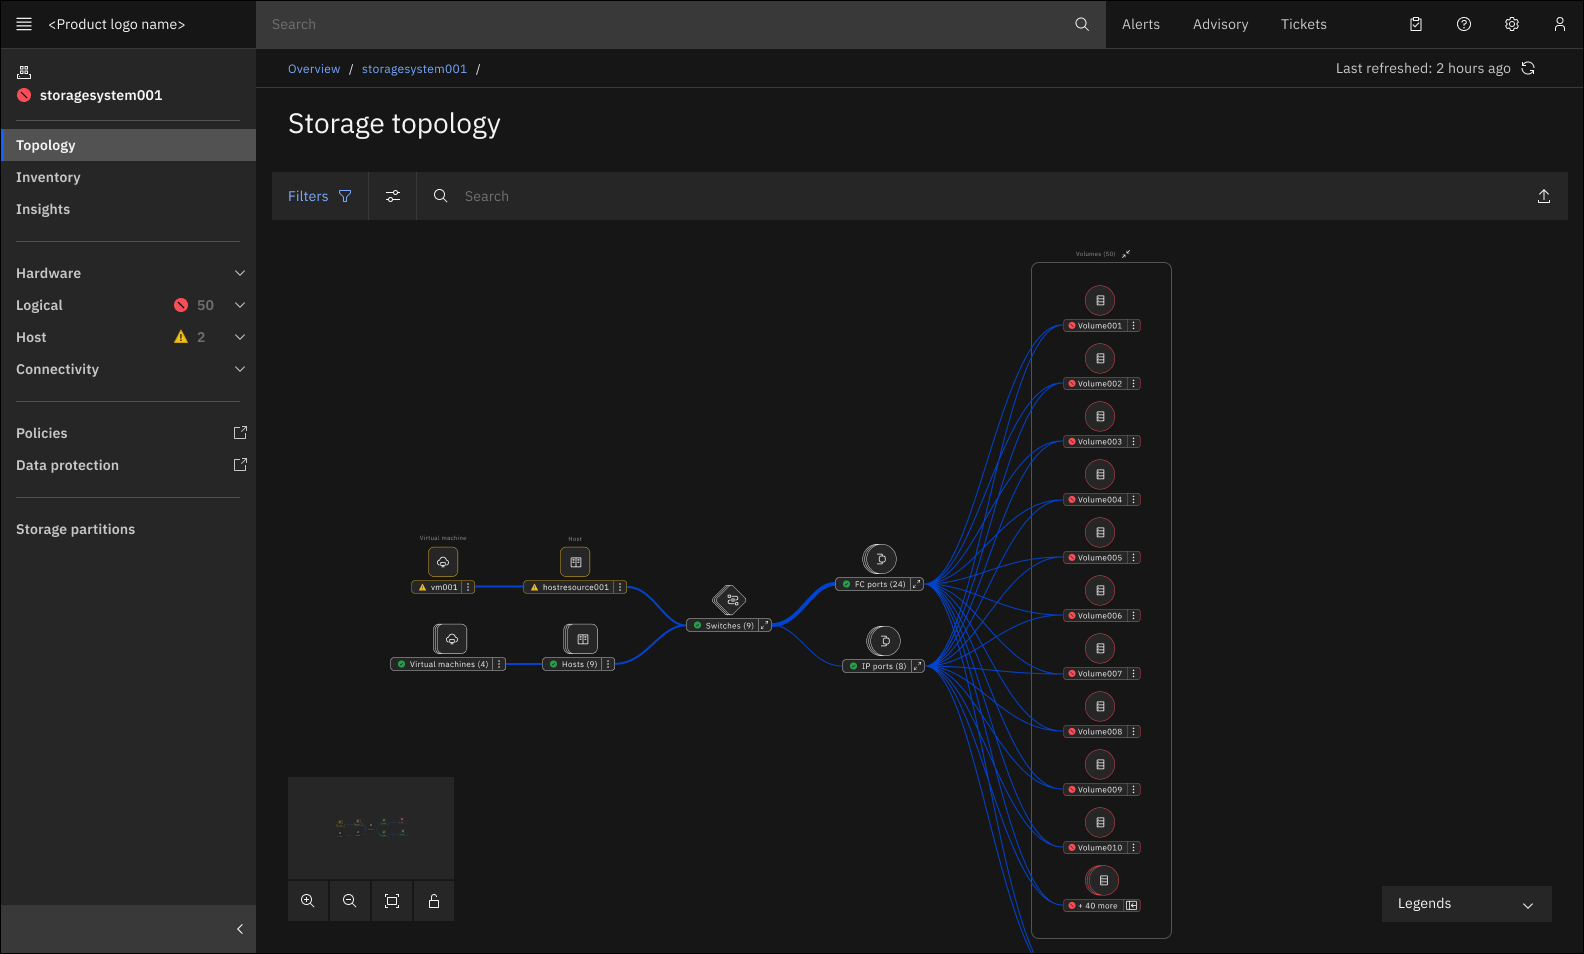 <Product logo name>
Search
Alerts
Advisory
Tickets
storagesystem001
Topology
Inventory
Insights
Hardware
Logical 50
Host 2
Connectivity
Policies
Data protection
Storage partitions
Overview / storagesystem001 /
Last refreshed: 2 hours ago
Storage topology
Filters
Search
Volumes (50)
Volume001
Volume002
Volume003
Volume004
Volume005
Volume006
Volume007
Volume008
Volume009
Volume010
+ 40 more
Virtual machine
vm001
Host
hostresource001
Virtual machines (4)
Hosts (9)
Switches (9)
FC ports (24)
IP ports (8)
Legends